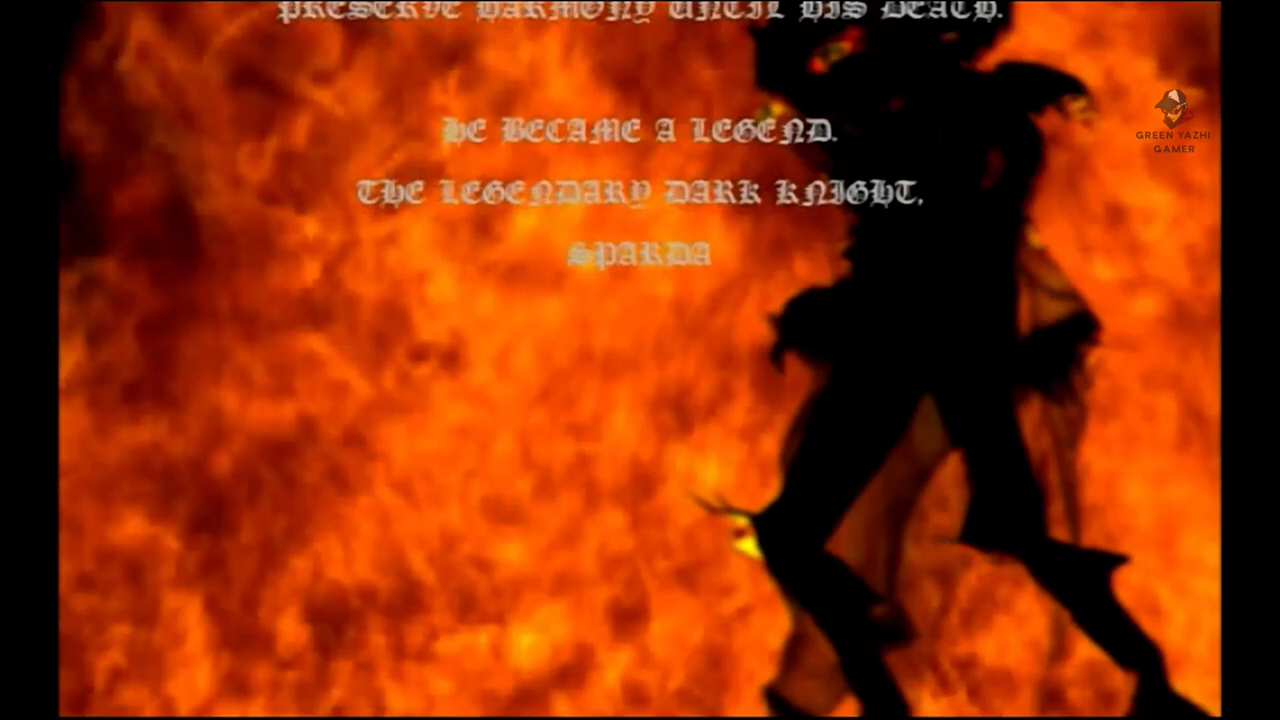 PRESERVE HARMONY UNTIL HIS DEATH.
HE BECAME A LEGEND.
THE LEGENDARY DARK KNIGHT,
SPARDA
GREEN YAZHI
GAMER